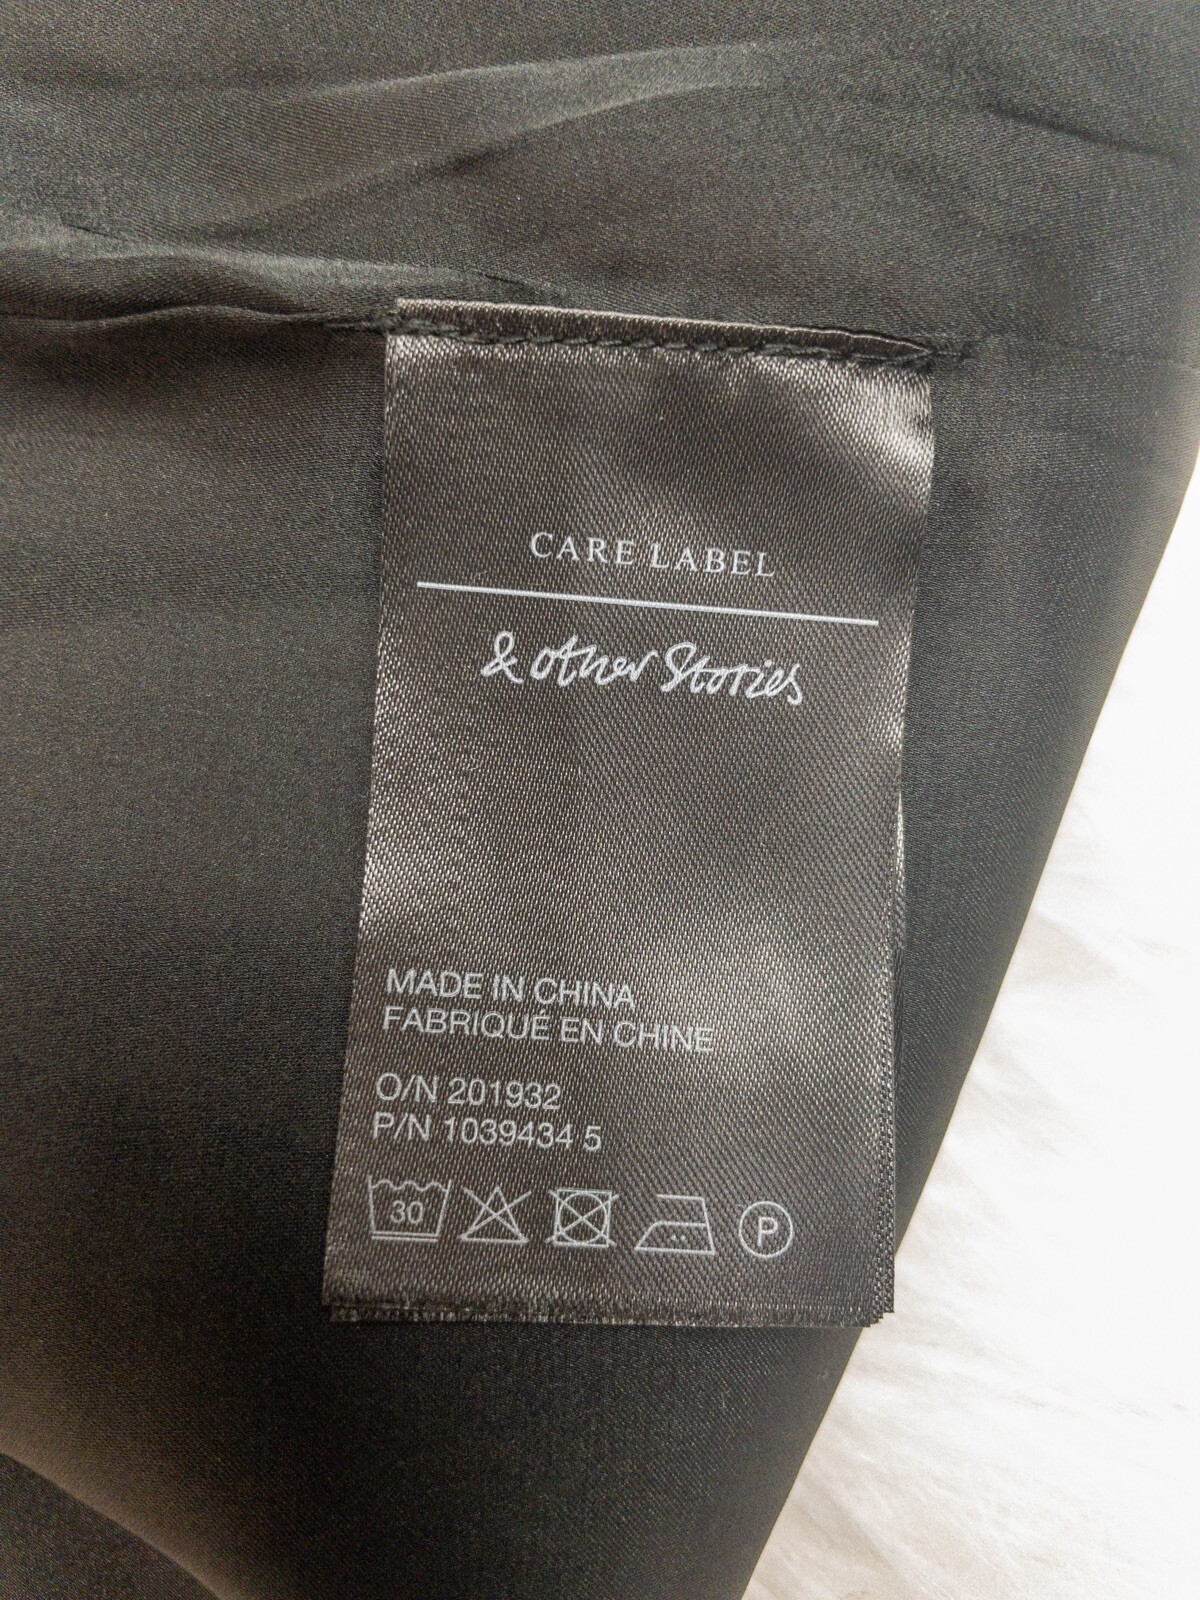 CARE LABEL
& other Stories
MADE IN CHINA
FABRIQUÉ EN CHINE
O/N 201932
P/N 1039434 5
30
P